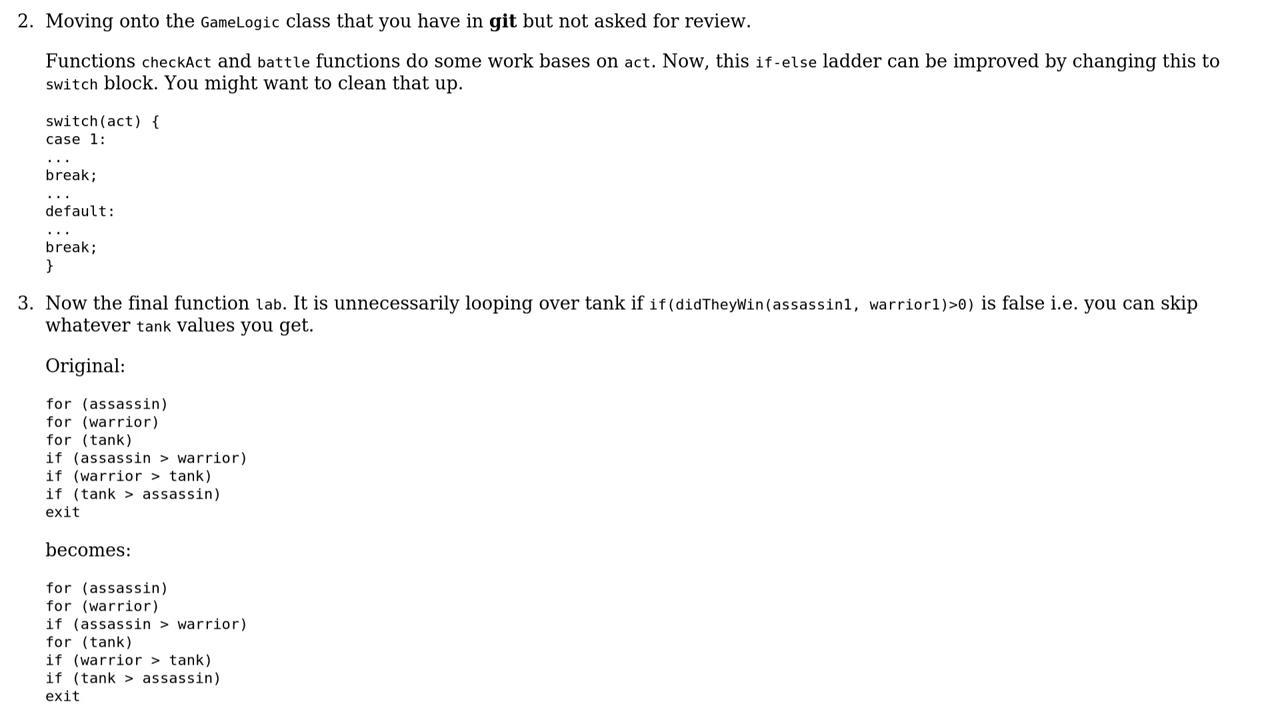 2. Moving onto the GameLogic class that you have in git but not asked for review.
Functions checkAct and battle functions do some work bases on act. Now, this if-else ladder can be improved by changing this to
switch block. You might want to clean that up.
switch(act) {
case 1:
...
break;
...
default:
...
break;
}
3. Now the final function lab. It is unnecessarily looping over tank if if(didTheyWin(assassin1, warrior1)>0) is false i.e. you can skip
whatever tank values you get.
Original:
for (assassin)
for (warrior)
for (tank)
if (assassin > warrior)
if (warrior > tank)
if (tank > assassin)
exit
becomes:
for (assassin)
for (warrior)
if (assassin > warrior)
for (tank)
if (warrior > tank)
if (tank > assassin)
exit